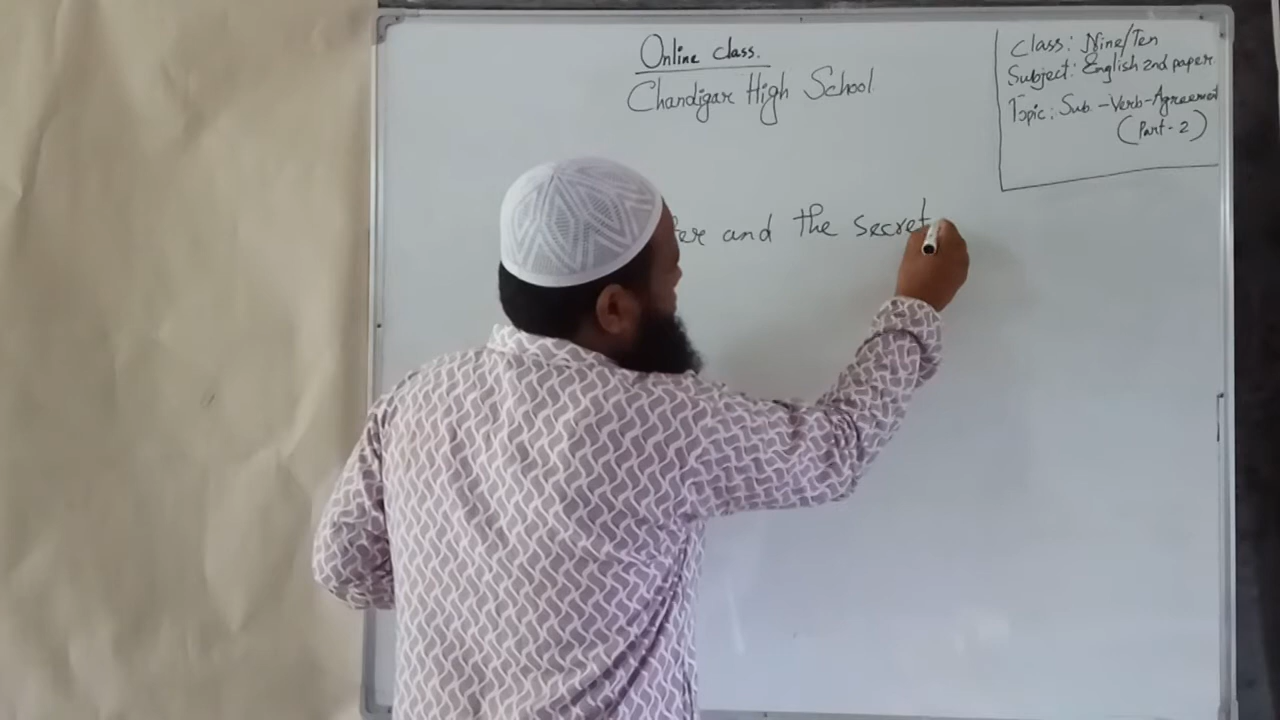 Online class.
Chandigar High School
Class: Nine/Ten
Subject: English 2nd paper
Topic: Sub.-Verb-Agreement
(Part-2)
and the secret